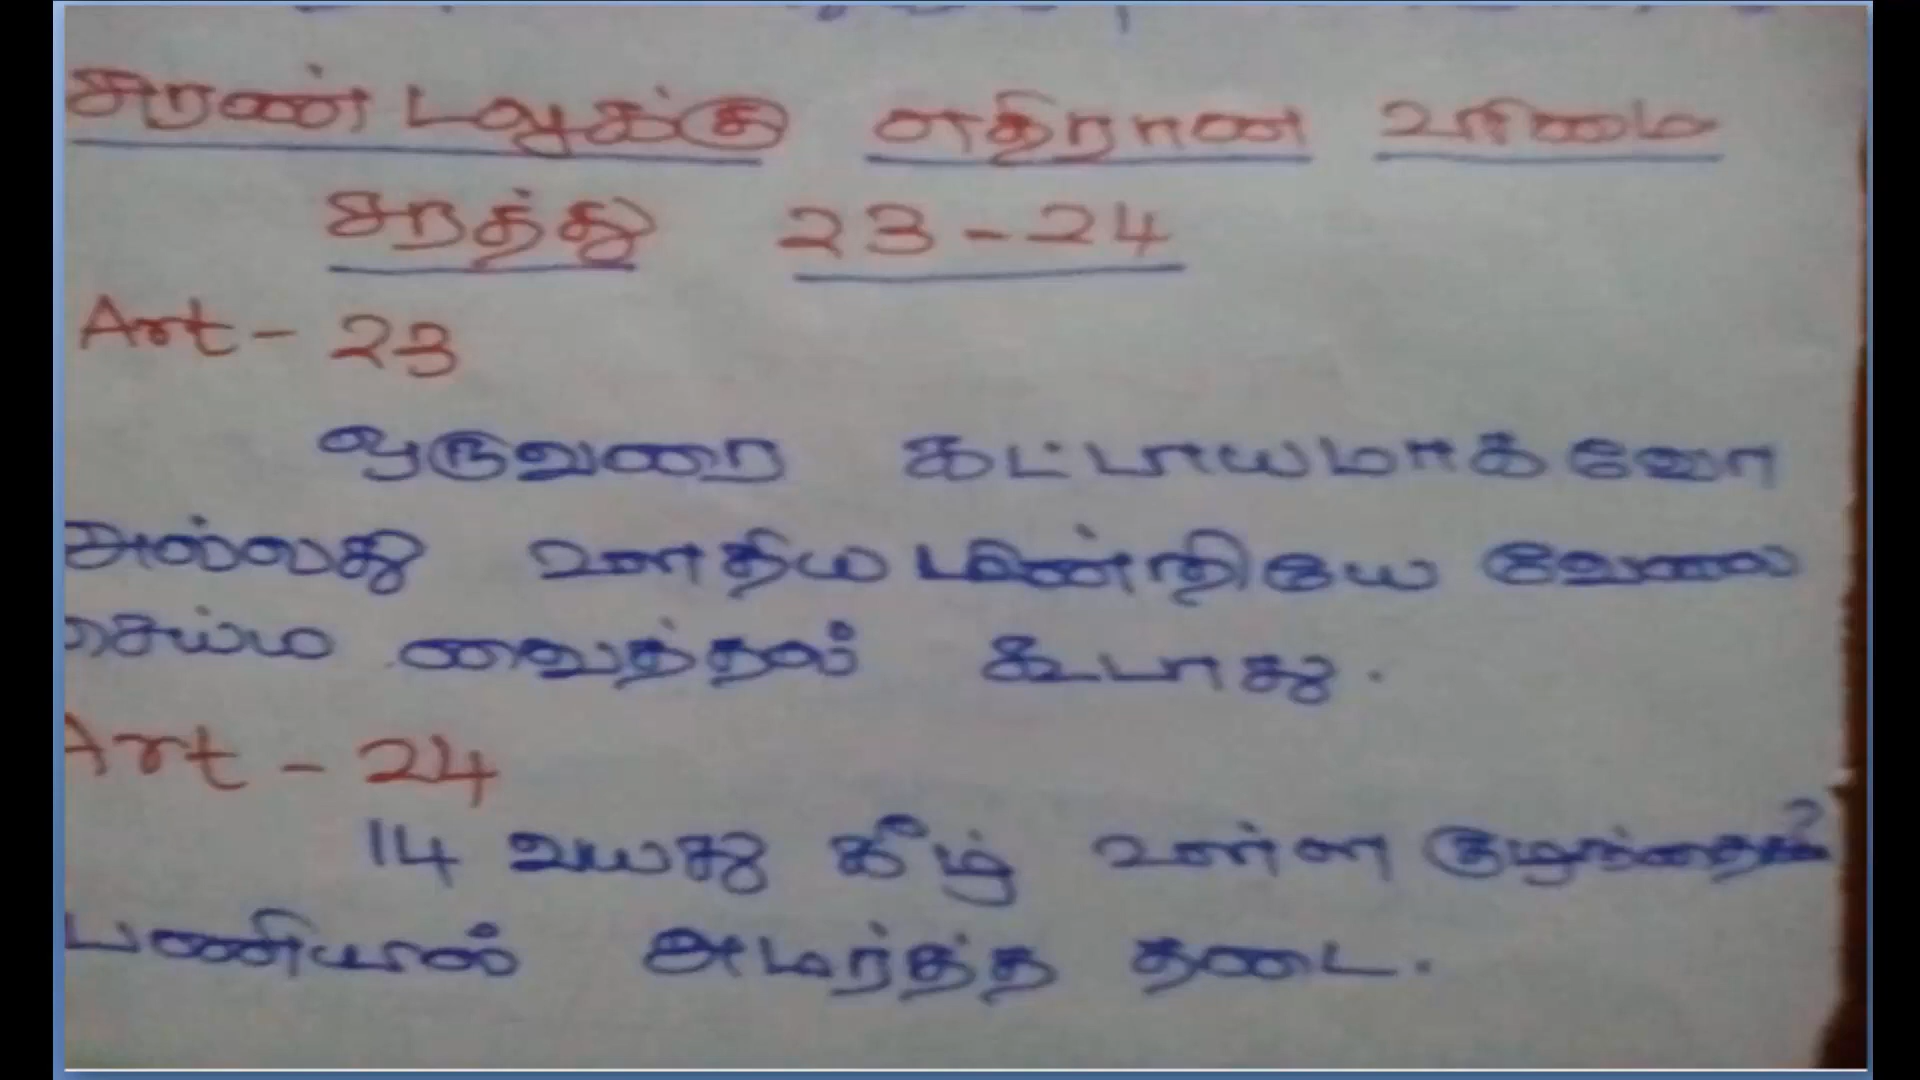 சுரண்டலுக்கு எதிரான உரிமை
சரத்து 23-24
Art - 23
ஒருவரை கட்டாயமாகவோ
அல்லது ஊதியமின்றியே வேலை
செய்ய வைத்தல் கூடாது.
Art - 24
14 வயது கீழ் உள்ள
பணியில் அமர்த்த தடை.